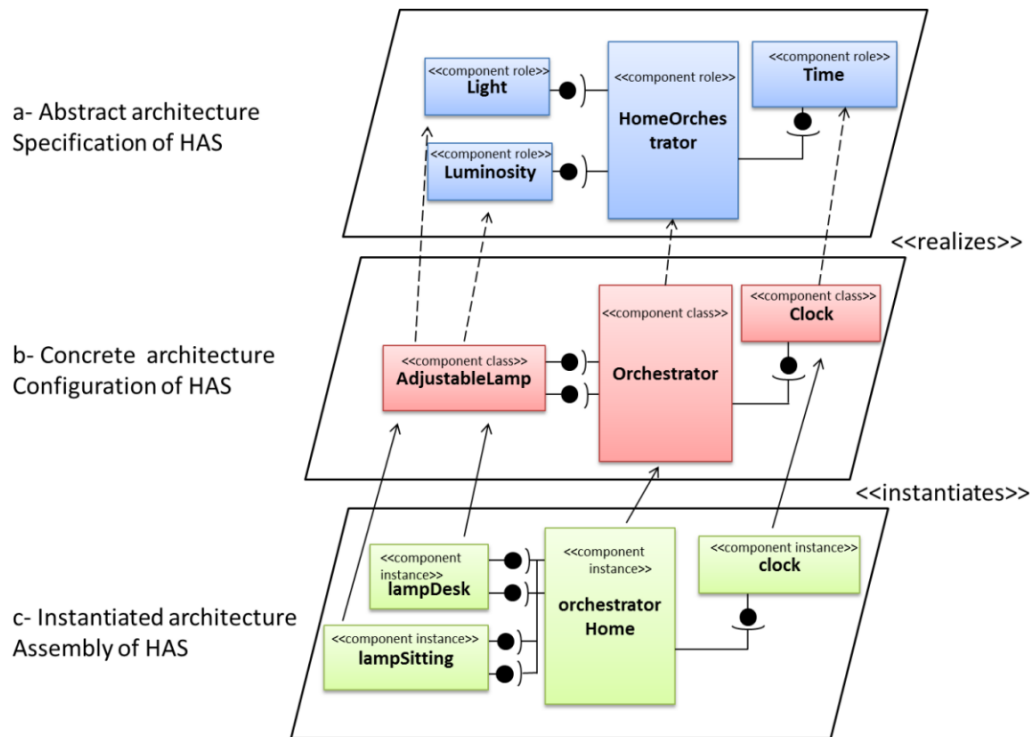 a- Abstract architecture
Specification of HAS
<<component role>>
Light
<<component role>>
Luminosity
<<component role>>
HomeOrches
trator
<<component role>>
Time
<<realizes>>
b- Concrete architecture
Configuration of HAS
<<component class>>
AdjustableLamp
<<component class>>
Orchestrator
<<component class>>
Clock
<<instantiates>>
c- Instantiated architecture
Assembly of HAS
<<component
instance>>
lampDesk
<<component instance>>
lampSitting
<<component
instance>>
orchestrator
Home
<<component instance>>
clock